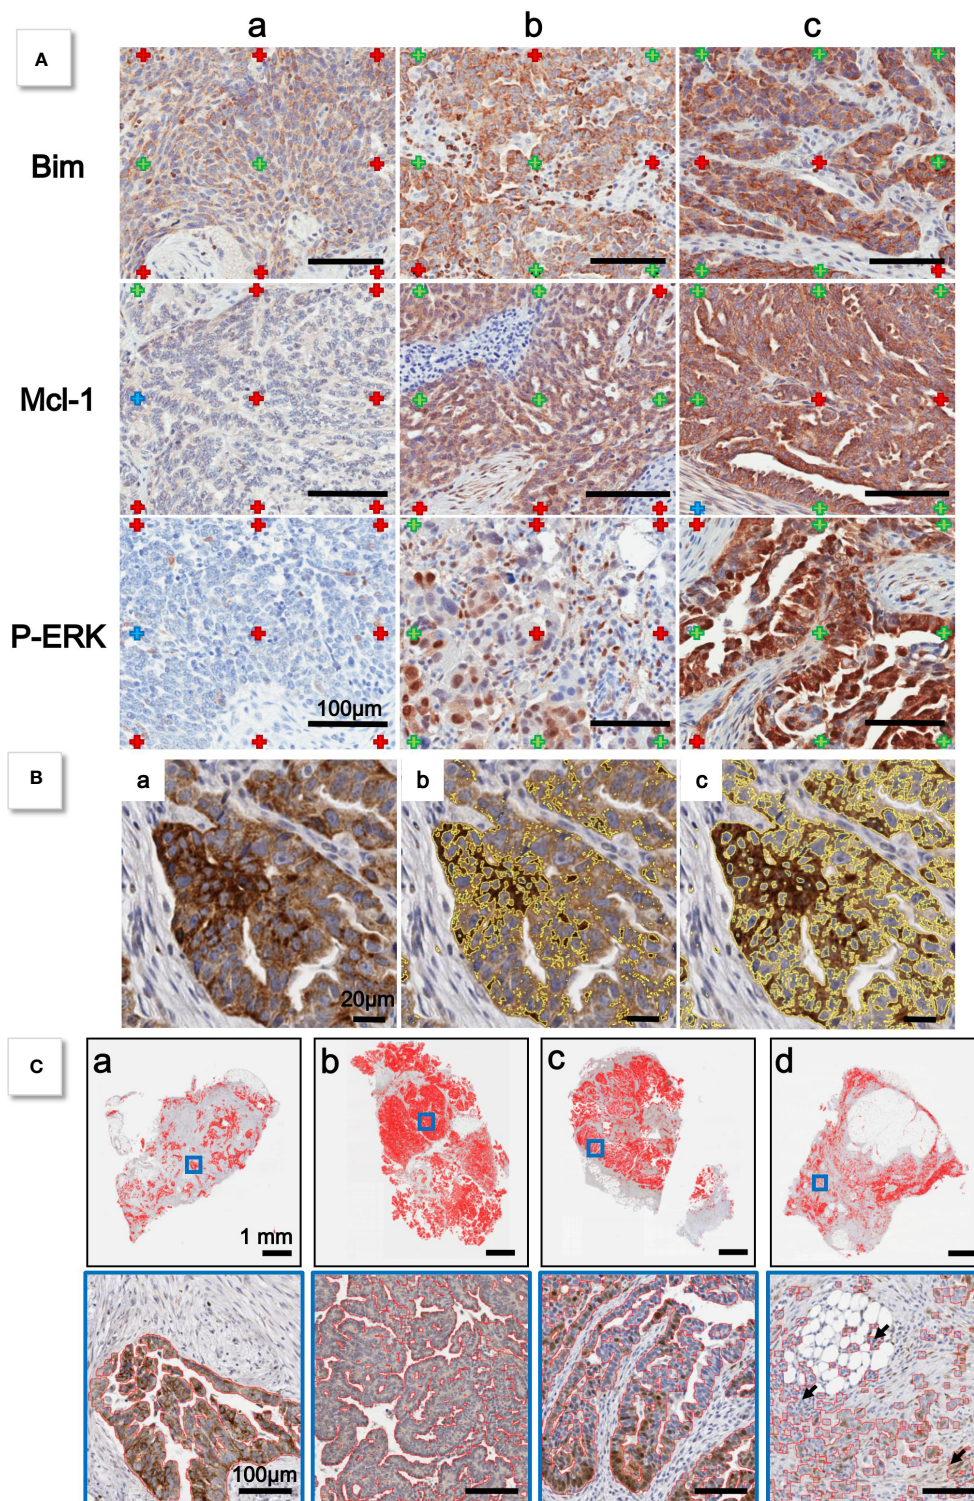 a b c
A
Bim
Mcl-1
P-ERK
100μm
B
a b c
20μm
C
a b c d
1 mm
100μm